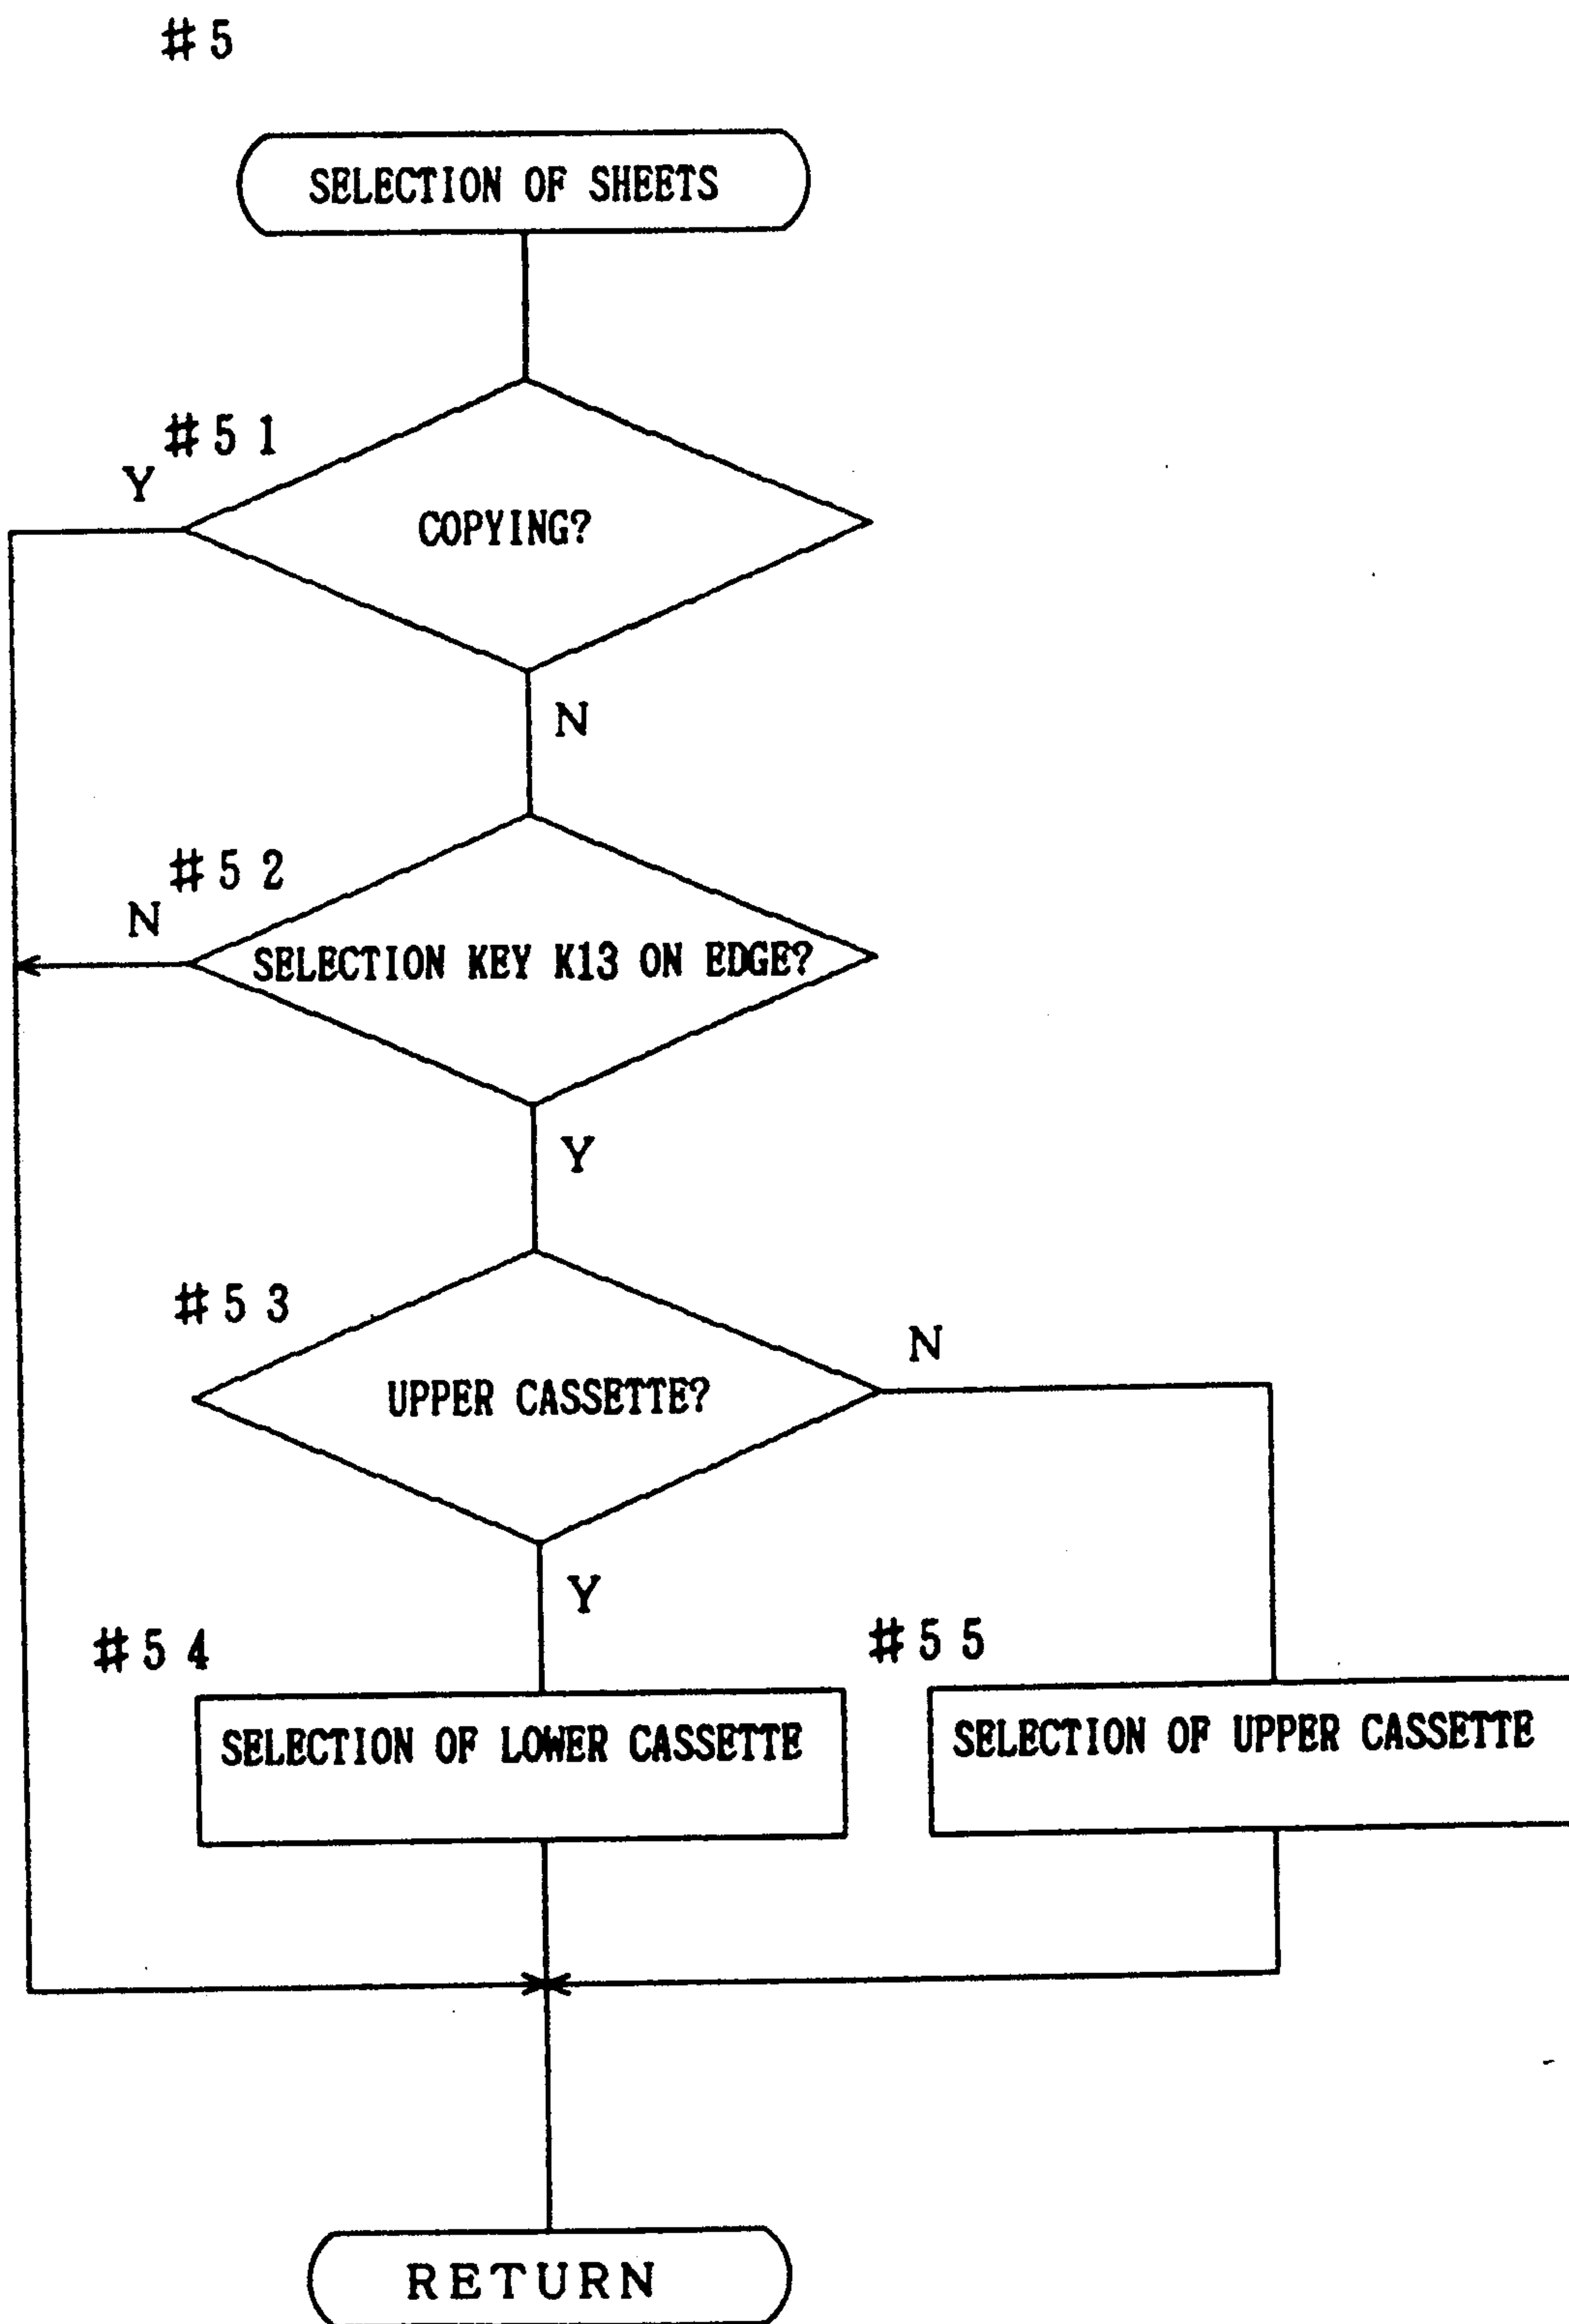 #5
SELECTION OF SHEETS
#51
Y
COPYING?
N
#52
N
SELECTION KEY K13 ON EDGE?
Y
#53
N
UPPER CASSETTE?
Y
#54
#55
SELECTION OF LOWER CASSETTE
SELECTION OF UPPER CASSETTE
RETURN